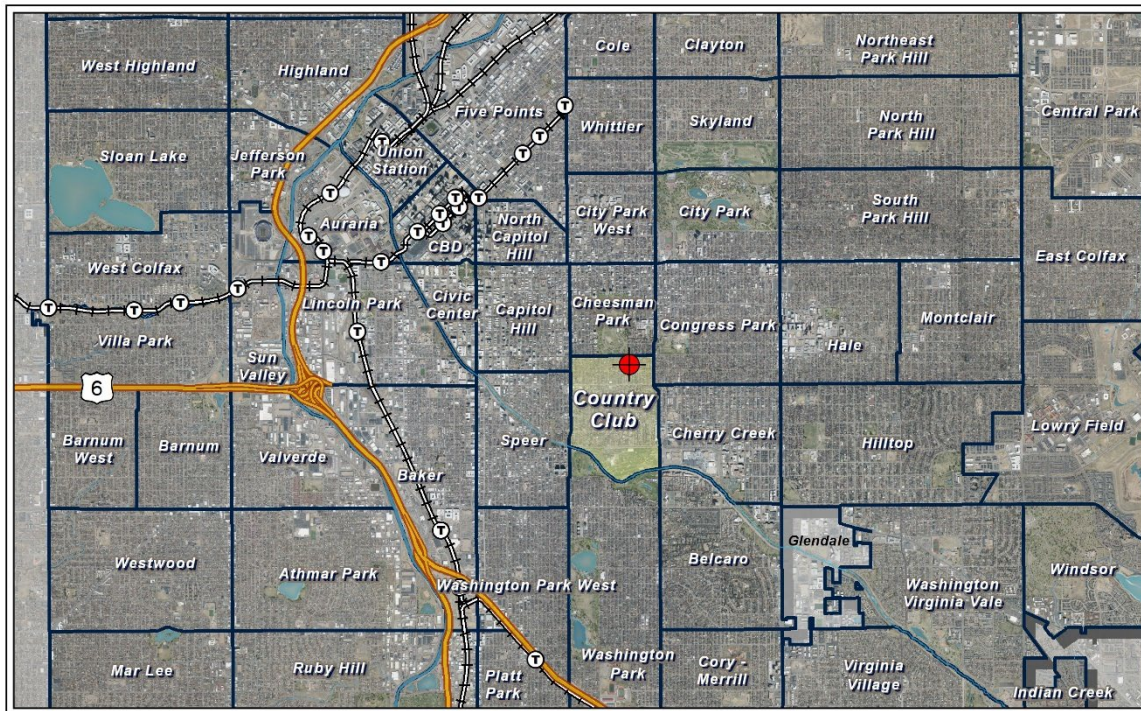 Cole
Clayton
Northeast
Park Hill
West Highland
Highland
Five Points
Central Park
Whittier
Skyland
North
Park Hill
Sloan Lake
Jefferson
Park
Union
Station
T
T
T
T
T
Auraria
T
T
T
T
T
T
T
T
CBD
North
Capitol
Hill
City Park
West
City Park
South
Park Hill
West Colfax
East Colfax
T
T
T
T
T
Lincoln Park
Civic
Center
Capitol
Hill
Cheesman
Park
Congress Park
Hale
Montclair
Villa Park
T
Sun
Valley
6
Country
Club
Barnum
West
Barnum
Valverde
Baker
Speer
Cherry Creek
Hilltop
Lowry Field
T
Westwood
Athmar Park
Washington Park West
Belcaro
Glendale
Washington
Virginia Vale
Windsor
Mar Lee
Ruby Hill
Platt
Park
T
Washington
Park
Cory -
Merrill
Virginia
Village
Indian Creek